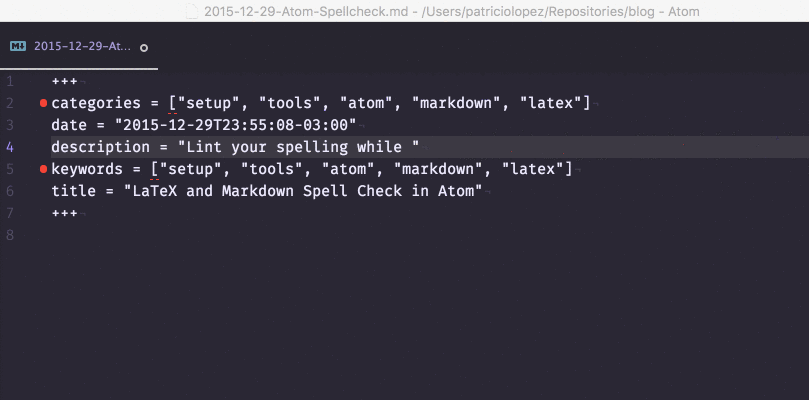 2015-12-29-Atom-Spellcheck.md - /Users/patriciolopez/Repositories/blog - Atom
M↓ 2015-12-29-At...
1 +++¬
2 categories = ["setup", "tools", "atom", "markdown", "latex"]¬
3 date = "2015-12-29T23:55:08-03:00"¬
4 description = "Lint your spelling while "¬
5 keywords = ["setup", "tools", "atom", "markdown", "latex"]¬
6 title = "LaTeX and Markdown Spell Check in Atom"¬
7 +++¬
8